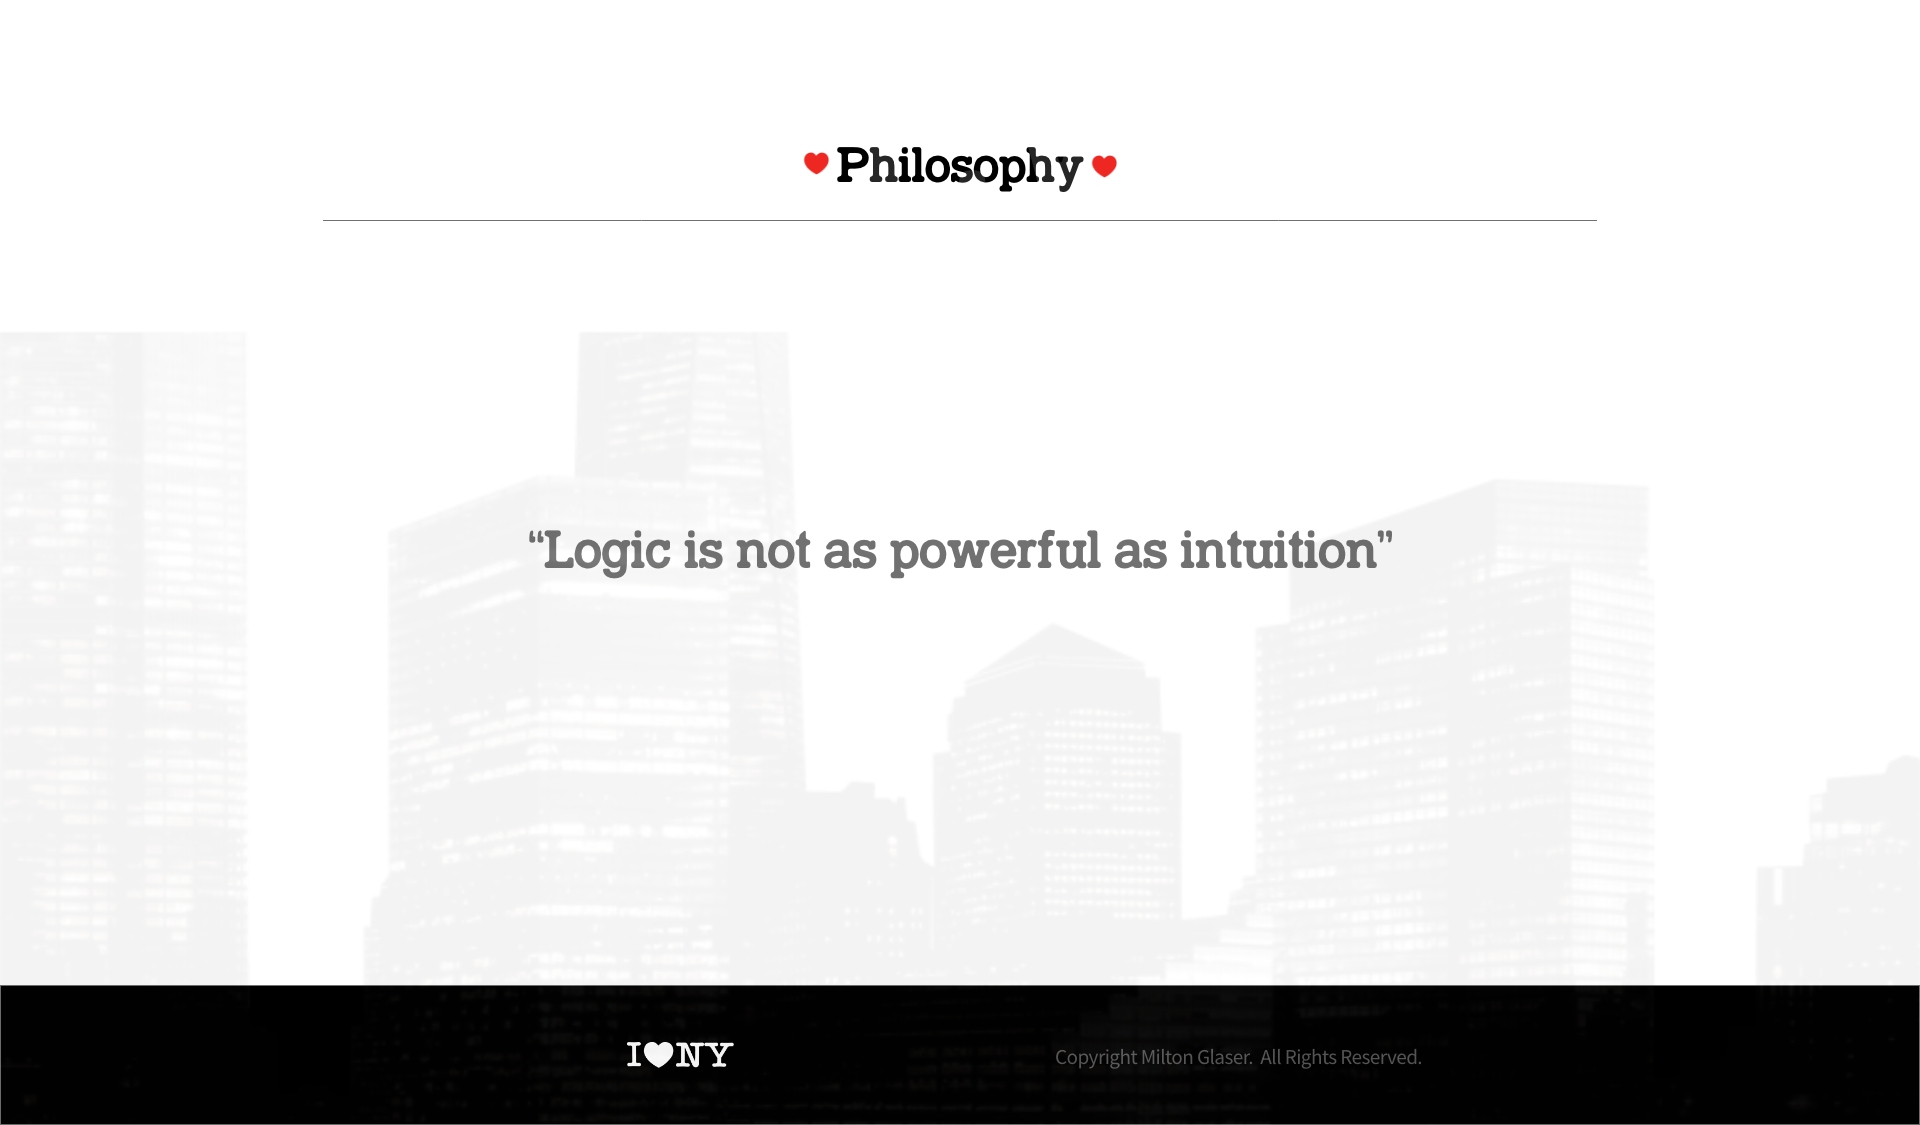 Philosophy
“Logic is not as powerful as intuition”
I♥NY
Copyright Milton Glaser. All Rights Reserved.